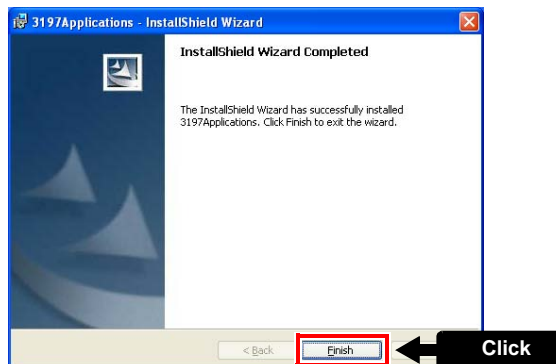 3197Applications - InstallShield Wizard
InstallShield Wizard Completed
The InstallShield Wizard has successfully installed
3197Applications. Click Finish to exit the wizard.
< Back
Finish
Click